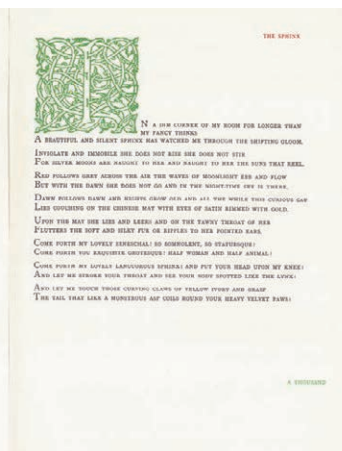 THE SPHINX
IN A DIM CORNER OF MY ROOM FOR LONGER THAN
MY FANCY THINKS
A BEAUTIFUL AND SILENT SPHINX HAS WATCHED ME THROUGH THE SHIFTING GLOOM.
INVIOLATE AND IMMOBILE SHE DOES NOT RISE SHE DOES NOT STIR
FOR SILVER MOONS ARE NAUGHT TO HER AND NAUGHT TO HER THE SUNS THAT REEL.
RED FOLLOWS GREY ACROSS THE AIR THE WAVES OF MOONLIGHT EBB AND FLOW
BUT WITH THE DAWN SHE DOES NOT GO AND IN THE NIGHT-TIME SHE IS THERE.
DAWN FOLLOWS DAWN AND NIGHTS GROW OLD AND ALL THE WHILE THIS CURIOUS CAT
LIES COUCHING ON THE CHINESE MAT WITH EYES OF SATIN RIMMED WITH GOLD.
UPON THE MAT SHE LIES AND LEERS AND ON THE TAWNY THROAT OF HER
FLUTTERS THE SOFT AND SILKY FUR OR RIPPLES TO HER POINTED EARS.
COME FORTH MY LOVELY SENESCHAL! SO SOMNOLENT, SO STATUESQUE!
COME FORTH YOU EXQUISITE GROTESQUE! HALF WOMAN AND HALF ANIMAL!
COME FORTH MY LOVELY LANGUOROUS SPHINX! AND PUT YOUR HEAD UPON MY KNEE!
AND LET ME STROKE YOUR THROAT AND SEE YOUR BODY SPOTTED LIKE THE LYNX!
AND LET ME TOUCH THOSE CURVING CLAWS OF YELLOW IVORY AND GRASP
THE TAIL THAT LIKE A MONSTROUS ASP COILS ROUND YOUR HEAVY VELVET PAWS!
A THOUSAND